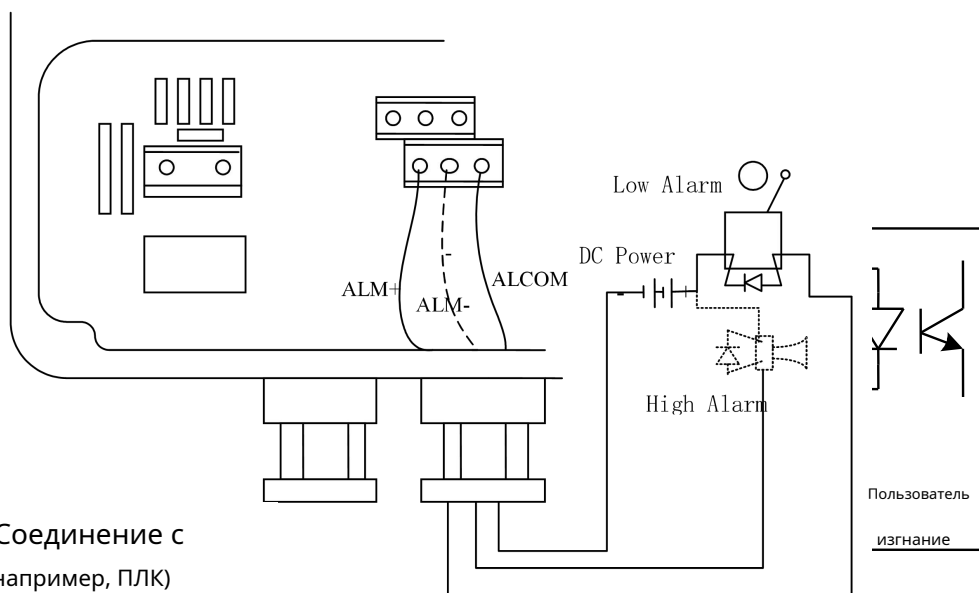 Low Alarm
DC Power
ALCOM
ALM+
ALM-
High Alarm
Пользователь
изгнание
Соединение с
например, ПЛК)